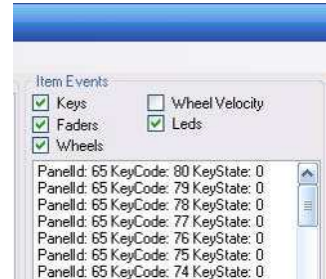 Item Events
Keys
Wheel Velocity
Faders
Leds
Wheels
PanelId: 65 KeyCode: 80 KeyState: 0
PanelId: 65 KeyCode: 79 KeyState: 0
PanelId: 65 KeyCode: 78 KeyState: 0
PanelId: 65 KeyCode: 77 KeyState: 0
PanelId: 65 KeyCode: 76 KeyState: 0
PanelId: 65 KeyCode: 75 KeyState: 0
PanelId: 65 KeyCode: 74 KeyState: 0